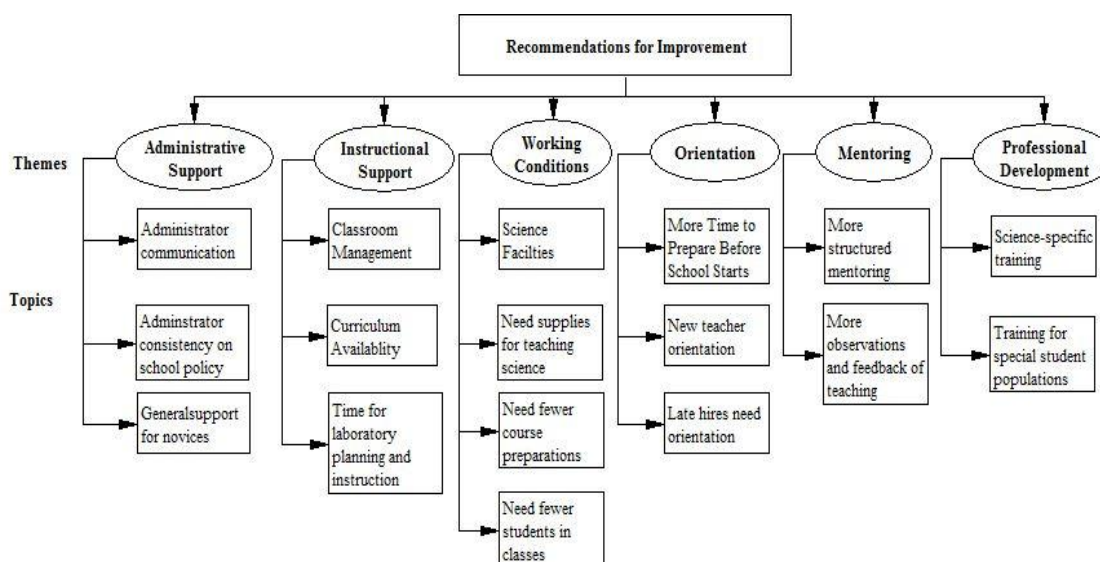 Recommendations for Improvement
Themes
Administrative
Support
Instructional
Support
Working
Conditions
Orientation
Mentoring
Professional
Development
Topics
Administrator
communication
Adminstrator
consistency on
school policy
Generalsupport
for novices
Classroom
Management
Curriculum
Availablity
Time for
laboratory
planning and
instruction
Science
Facilties
Need supplies
for teaching
science
Need fewer
course
preparations
Need fewer
students in
classes
More Time to
Prepare Before
School Starts
New teacher
orientation
Late hires need
orientation
More
structured
mentoring
More
observations
and feedback of
teaching
Science-specific
training
Training for
special student
populations